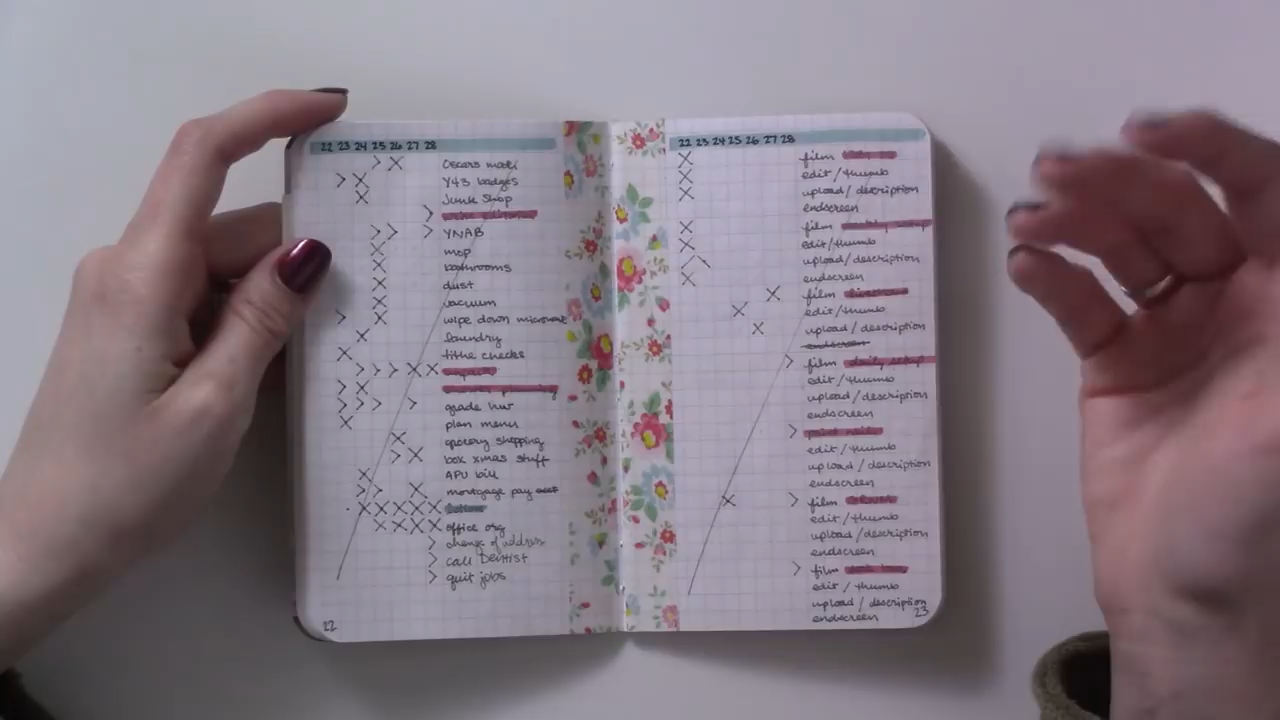 22 23 24 25 26 27 28
> X Oscars
> X Y43 badges
X Junk Shop
>
> > > YNAB
X mop
X bathrooms
X dust
X vacuum
> X wipe down microwave
X laundry
X tithe checks
> > > X X
> X
> > > > grade hw
X plan menu
X grocery shopping
> X box xmas stuff
X APU bill
> > X mortgage pay
X X X X X
X X X X office org
> change of address
> call Dentist
> quit jobs
22
22 23 24 25 26 27 28
X film
X edit / thumb
X upload / description
endscreen
X film
X edit / thumb
X upload / description
X endscreen
X film
X edit / thumb
X upload / description
endscreen
> film daily setup
edit / thumb
upload / description
endscreen
>
edit / thumb
upload / description
endscreen
X > film
edit / thumb
upload / description
endscreen
> film
edit / thumb
upload / description
endscreen
23